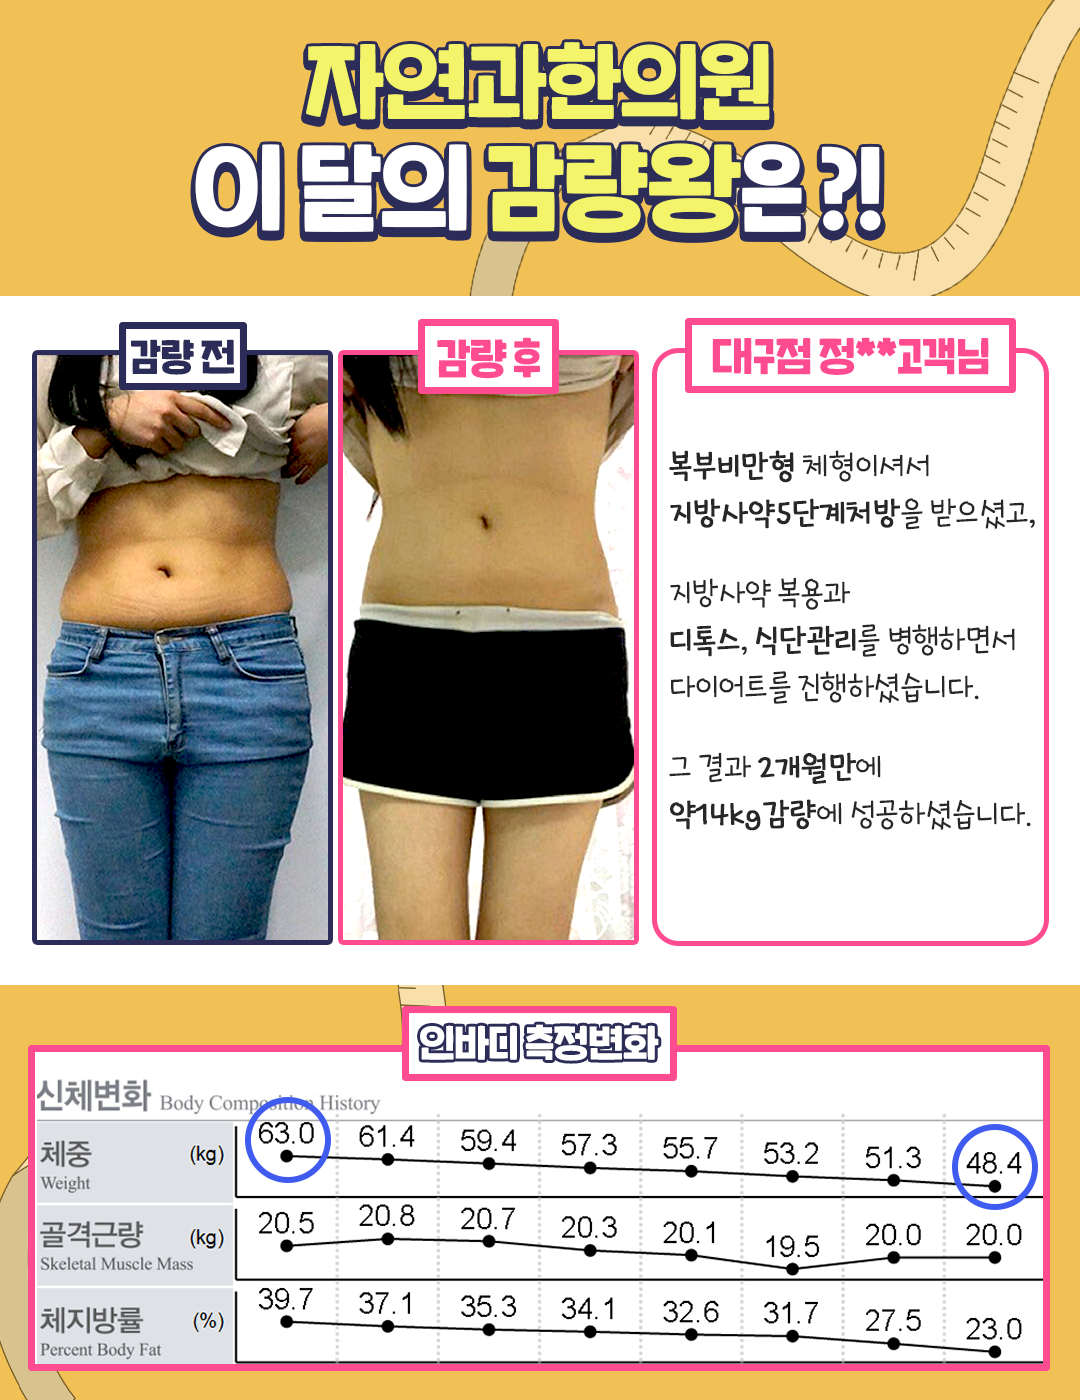 자연과한의원
이 달의 감량왕은?!
감량 전
감량 후
대구점 정**고객님
복부비만형 체형이셔서
지방사약5단계처방을 받으셨고,
지방사약 복용과
디톡스, 식단관리를 병행하면서
다이어트를 진행하셨습니다.
그 결과 2개월만에
약14kg감량에 성공하셨습니다.
인바디 측정변화
신체변화 Body Composition History
체중 (kg) 63.0 61.4 59.4 57.3 55.7 53.2 51.3 48.4
Weight
골격근량 (kg) 20.5 20.8 20.7 20.3 20.1 19.5 20.0 20.0
Skeletal Muscle Mass
체지방률 (%) 39.7 37.1 35.3 34.1 32.6 31.7 27.5 23.0
Percent Body Fat